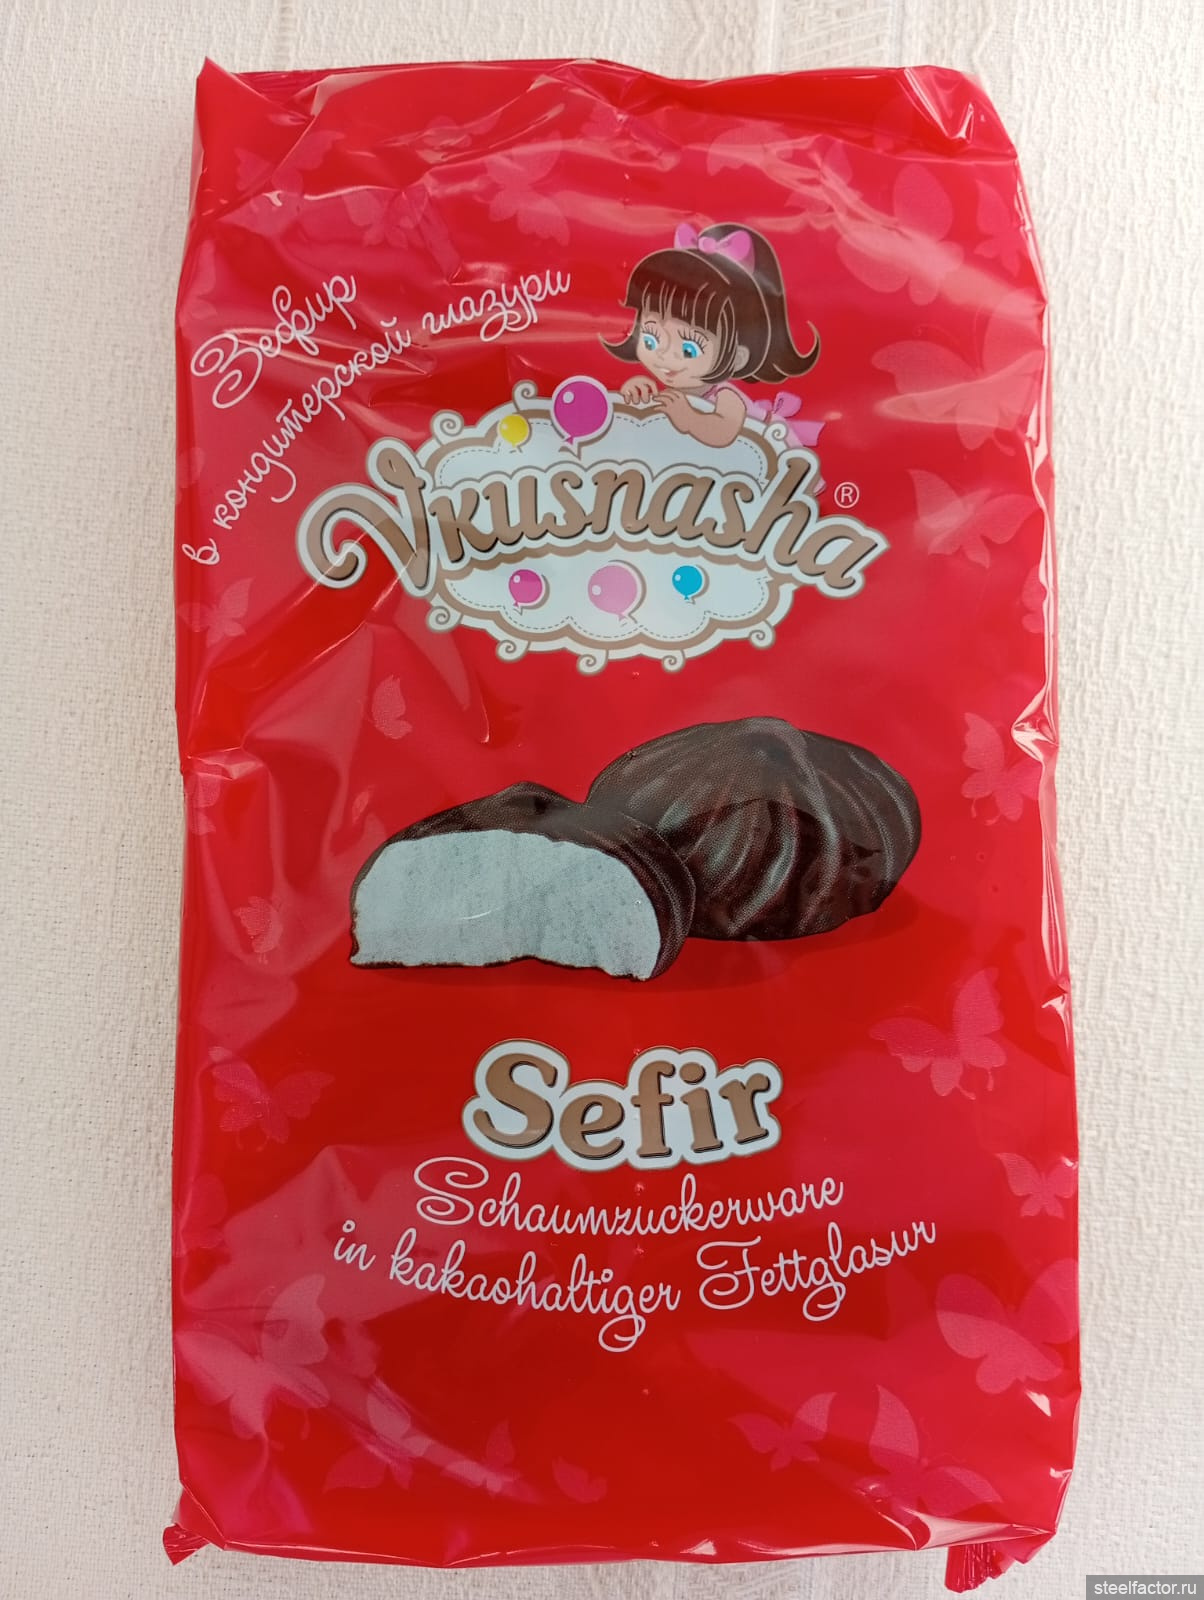 Зефир
в кондитерской глазури
Vkusnasha®
Sefir
Schaumzuckerware
in kakaohaltiger Fettglasur
steelfactor.ru